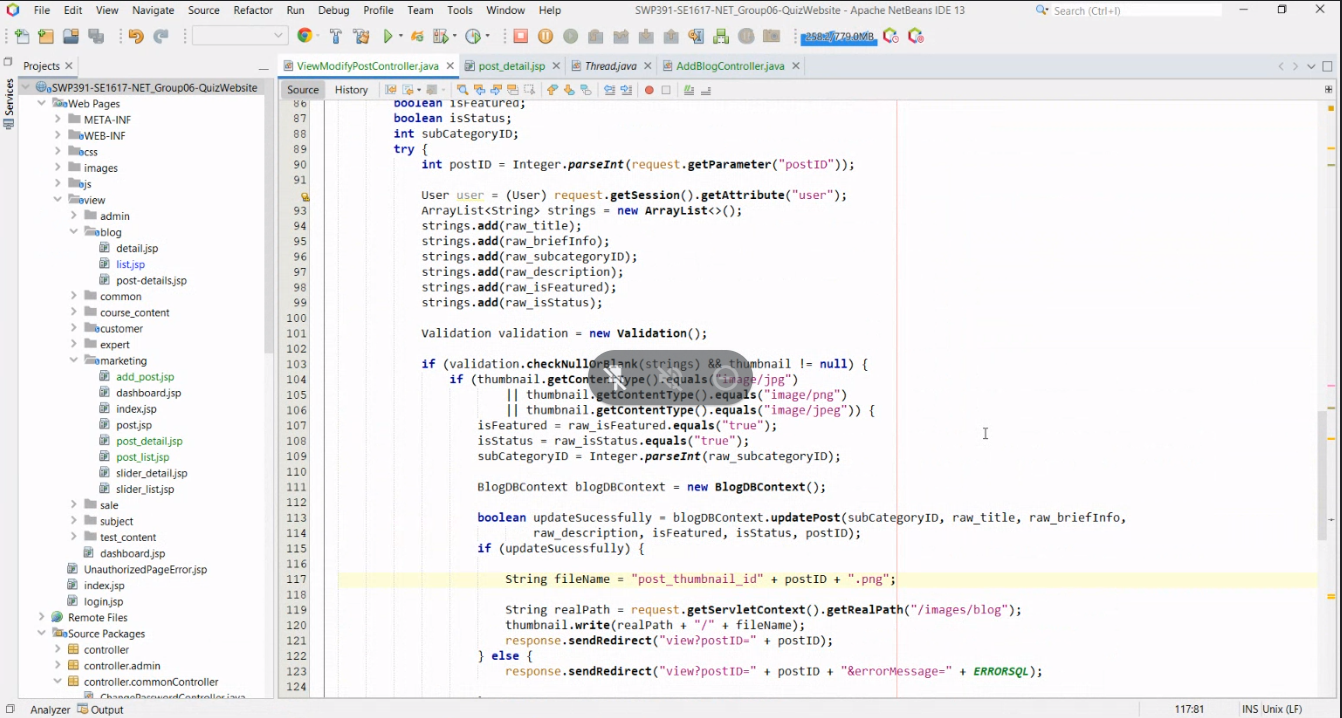 File Edit View Navigate Source Refactor Run Debug Profile Team Tools Window Help
SWP391-SE1617-NET_Group06-QuizWebsite - Apache NetBeans IDE 13
Search (Ctrl+I)
258.2/779.0MB
Projects
ViewModifyPostController.java
post_detail.jsp
Thread.java
AddBlogController.java
Services
SWP391-SE1617-NET_Group06-QuizWebsite
Web Pages
META-INF
WEB-INF
css
images
js
view
admin
blog
detail.jsp
list.jsp
post-details.jsp
common
course_content
customer
expert
marketing
add_post.jsp
dashboard.jsp
index.jsp
post.jsp
post_detail.jsp
post_list.jsp
slider_detail.jsp
slider_list.jsp
sale
subject
test_content
dashboard.jsp
UnauthorizedPageError.jsp
index.jsp
login.jsp
Remote Files
Source Packages
controller
controller.admin
controller.commonController
ChangePasswordController.java
Source History
86 boolean isFeatured;
87 boolean isStatus;
88 int subCategoryID;
89 try {
90 int postID = Integer.parseInt(request.getParameter("postID"));
91
User user = (User) request.getSession().getAttribute("user");
93 ArrayList<String> strings = new ArrayList<>();
94 strings.add(raw_title);
95 strings.add(raw_briefInfo);
96 strings.add(raw_subcategoryID);
97 strings.add(raw_description);
98 strings.add(raw_isFeatured);
99 strings.add(raw_isStatus);
100
101 Validation validation = new Validation();
102
103 if (validation.checkNullOrBlank(strings) && thumbnail != null) {
104 if (thumbnail.getContentType().equals("image/jpg")
105 || thumbnail.getContentType().equals("image/png")
106 || thumbnail.getContentType().equals("image/jpeg")) {
107 isFeatured = raw_isFeatured.equals("true");
108 isStatus = raw_isStatus.equals("true");
109 subCategoryID = Integer.parseInt(raw_subcategoryID);
110
111 BlogDBContext blogDBContext = new BlogDBContext();
112
113 boolean updateSucessfully = blogDBContext.updatePost(subCategoryID, raw_title, raw_briefInfo,
114 raw_description, isFeatured, isStatus, postID);
115 if (updateSucessfully) {
116
117 String fileName = "post_thumbnail_id" + postID + ".png";
118
119 String realPath = request.getServletContext().getRealPath("/images/blog");
120 thumbnail.write(realPath + "/" + fileName);
121 response.sendRedirect("view?postID=" + postID);
122 } else {
123 response.sendRedirect("view?postID=" + postID + "&errorMessage=" + ERRORSQL);
124
Analyzer Output
117:81 INS Unix (LF)